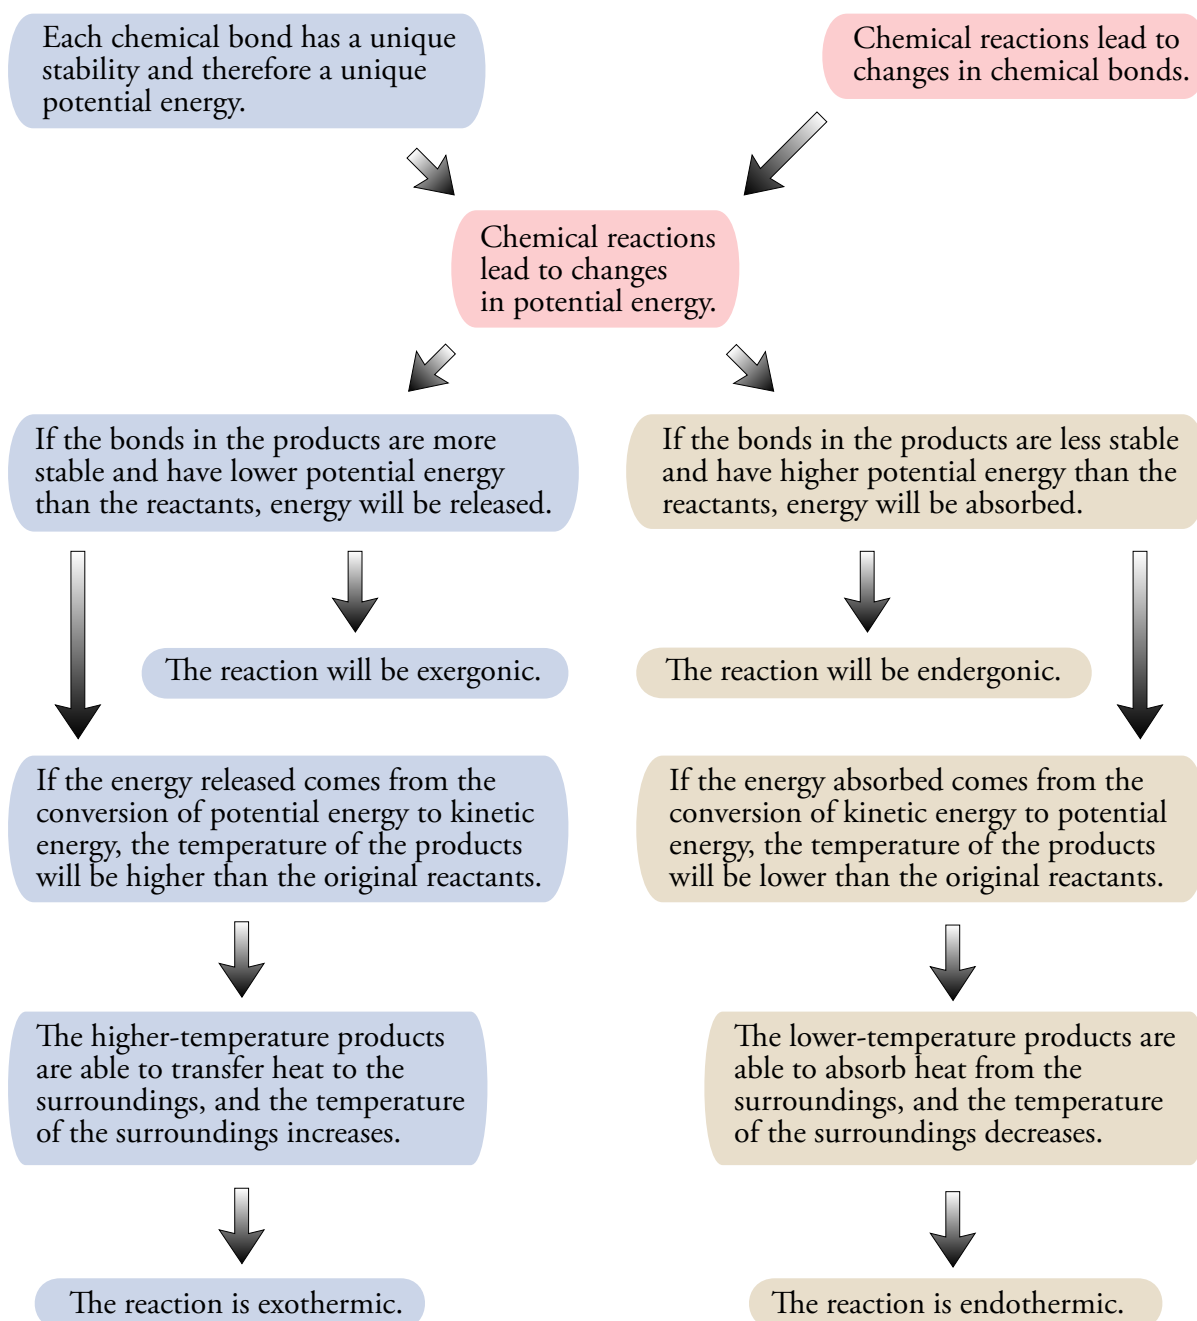 Each chemical bond has a unique
stability and therefore a unique
potential energy.
Chemical reactions lead to
changes in chemical bonds.
Chemical reactions
lead to changes
in potential energy.
If the bonds in the products are more
stable and have lower potential energy
than the reactants, energy will be released.
If the bonds in the products are less stable
and have higher potential energy than the
reactants, energy will be absorbed.
The reaction will be exergonic.
The reaction will be endergonic.
If the energy released comes from the
conversion of potential energy to kinetic
energy, the temperature of the products
will be higher than the original reactants.
If the energy absorbed comes from the
conversion of kinetic energy to potential
energy, the temperature of the products
will be lower than the original reactants.
The higher-temperature products
are able to transfer heat to the
surroundings, and the temperature
of the surroundings increases.
The lower-temperature products are
able to absorb heat from the
surroundings, and the temperature
of the surroundings decreases.
The reaction is exothermic.
The reaction is endothermic.